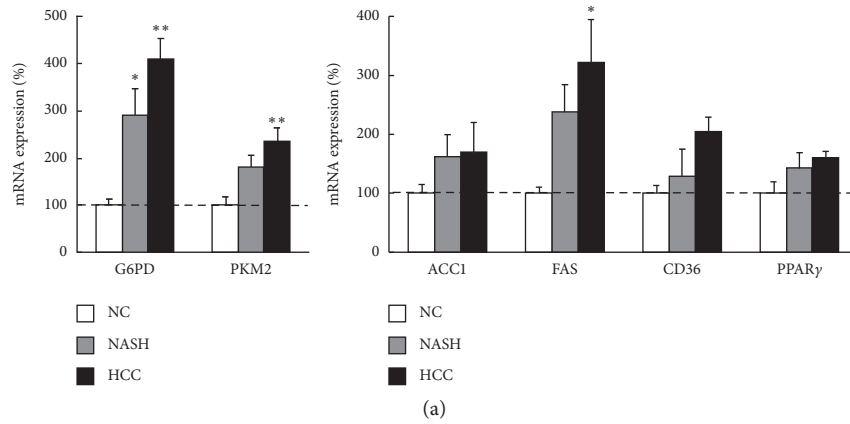 mRNA expression (%)
500
400
300
200
100
0
*
**
**
G6PD
PKM2
NC
NASH
HCC
mRNA expression (%)
400
300
200
100
0
*
ACC1
FAS
CD36
PPARγ
NC
NASH
HCC
(a)